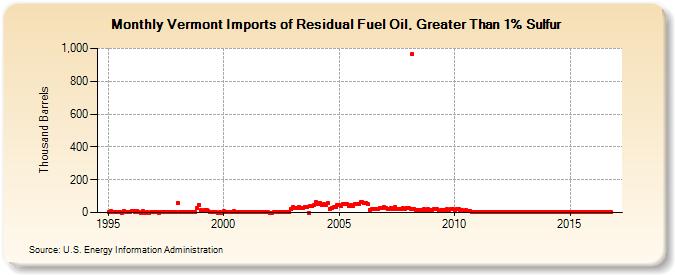 Monthly Vermont Imports of Residual Fuel Oil, Greater Than 1% Sulfur
Thousand Barrels
1,000
800
600
400
200
0
1995 2000 2005 2010 2015
Source: U.S. Energy Information Administration